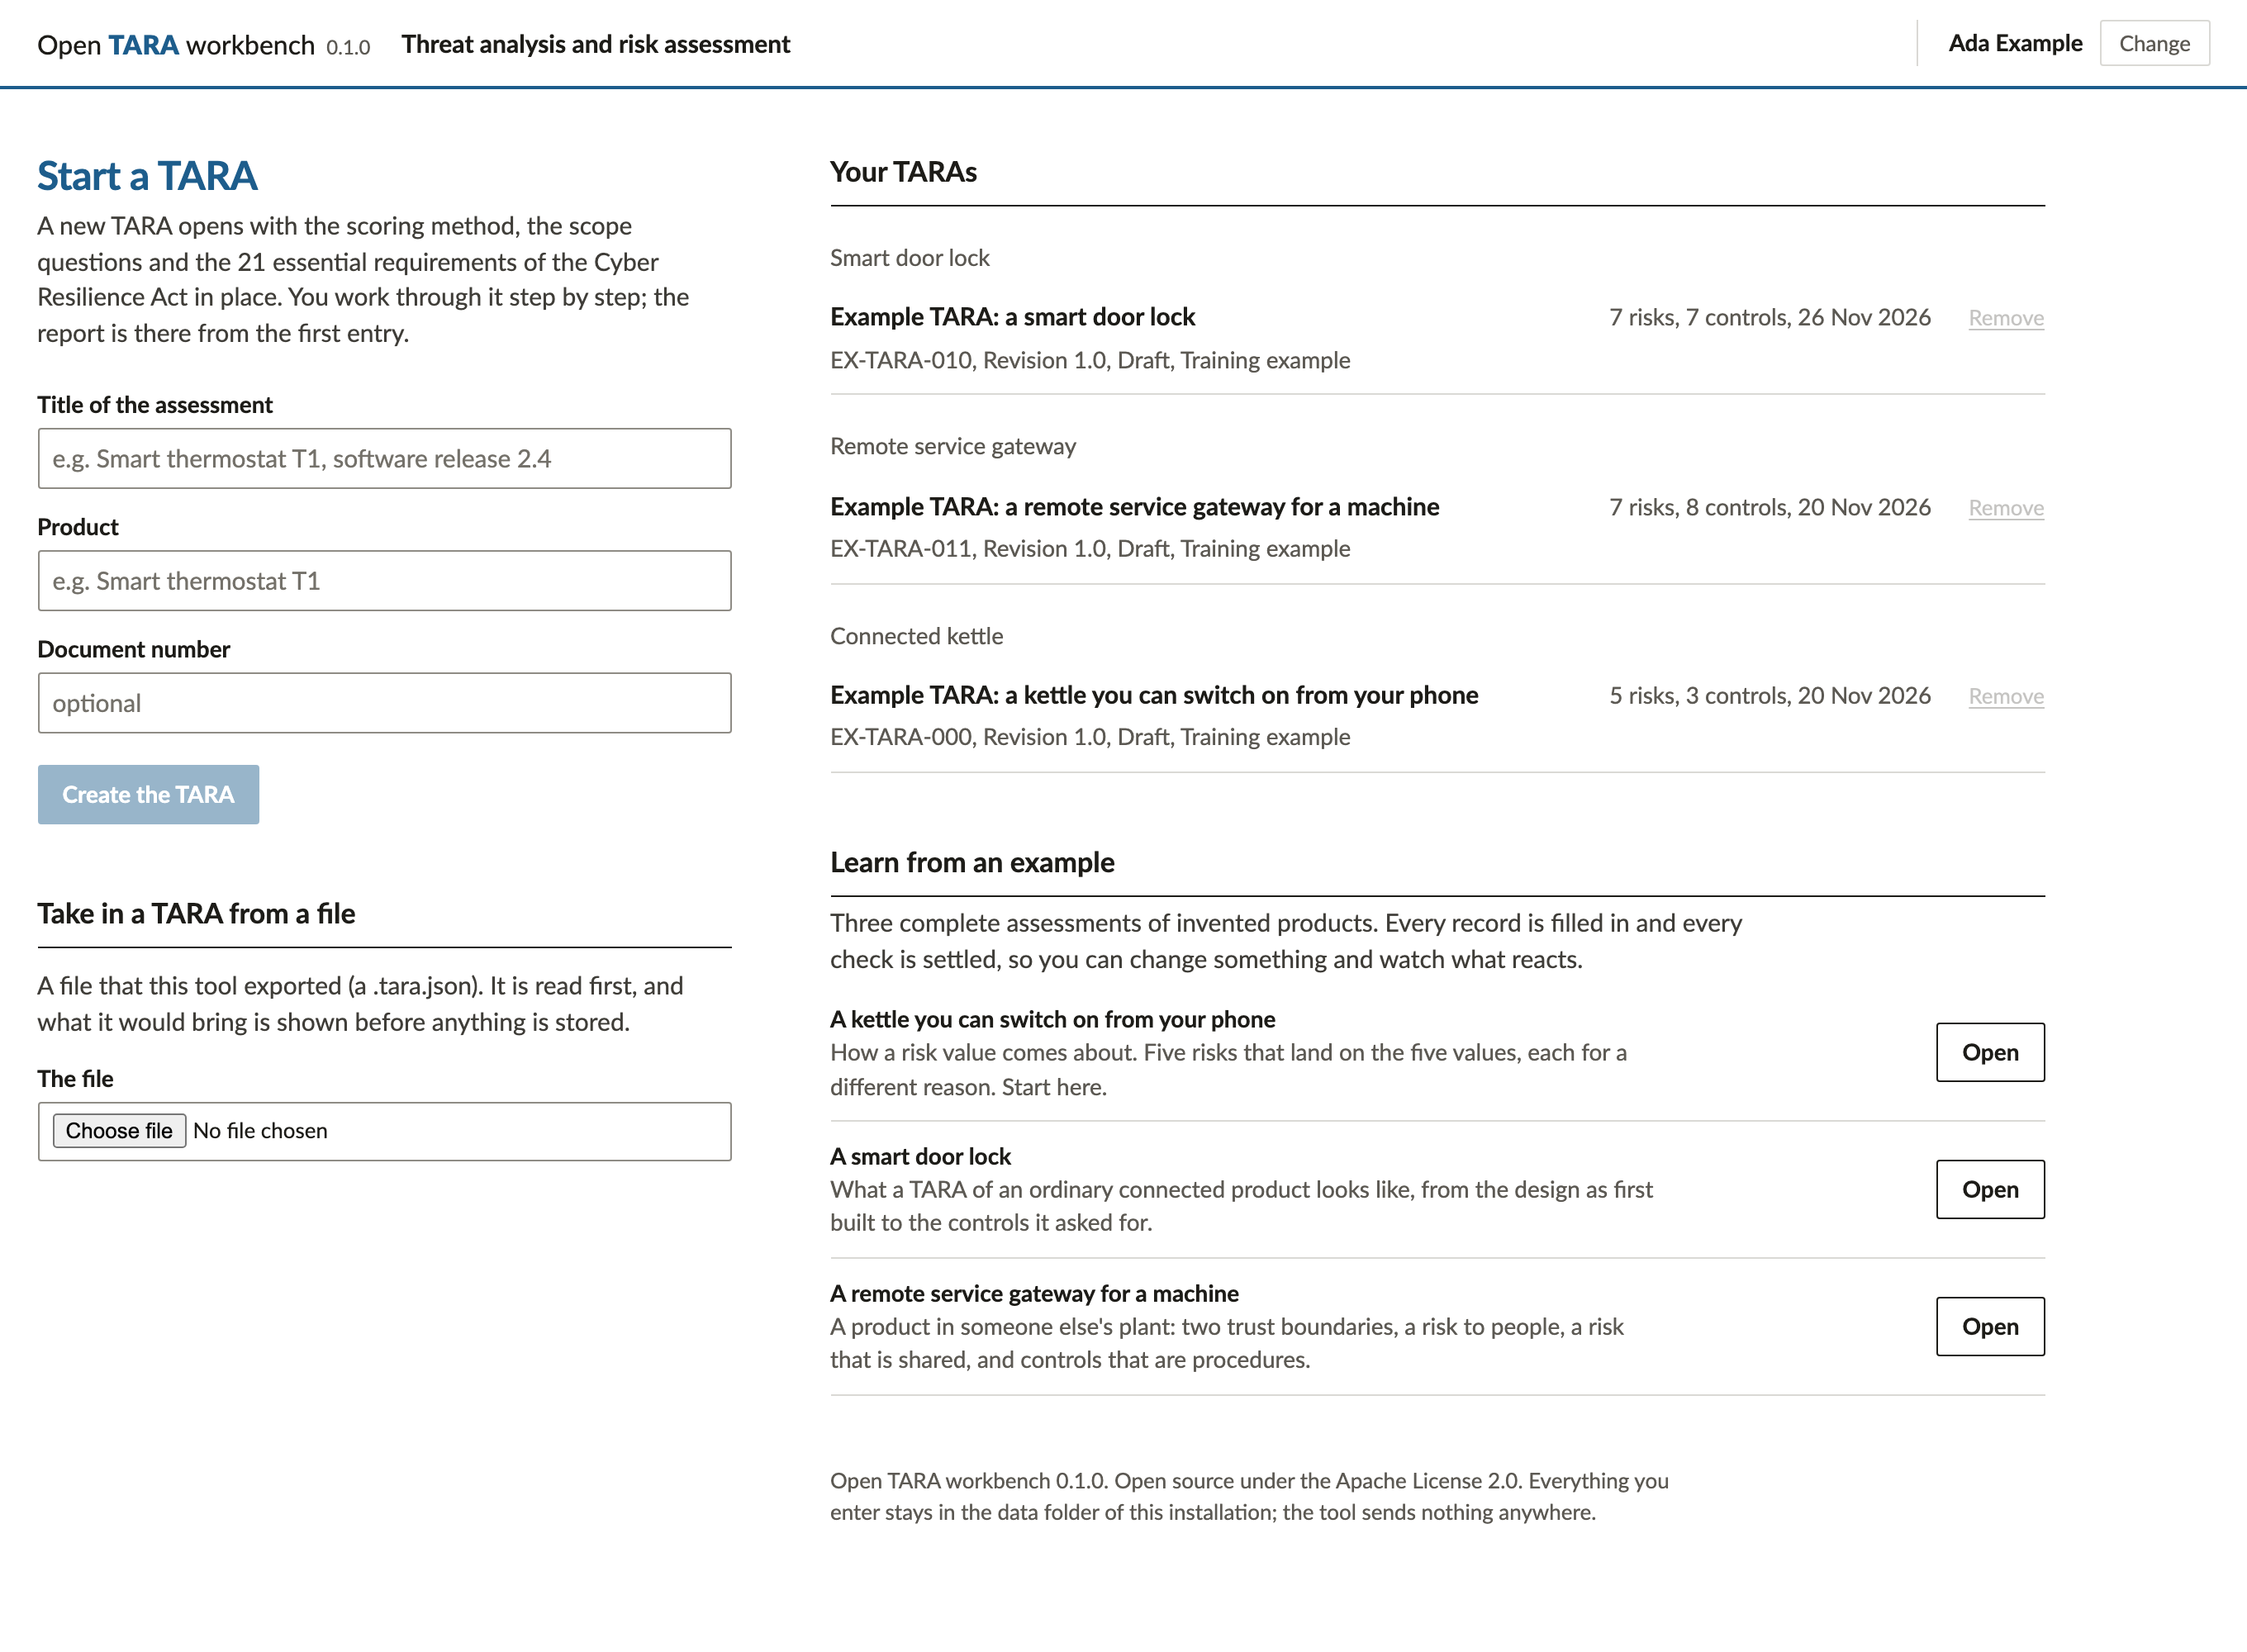 Open TARA workbench 0.1.0 Threat analysis and risk assessment
Ada Example Change
Start a TARA
A new TARA opens with the scoring method, the scope
questions and the 21 essential requirements of the Cyber
Resilience Act in place. You work through it step by step; the
report is there from the first entry.
Title of the assessment
e.g. Smart thermostat T1, software release 2.4
Product
e.g. Smart thermostat T1
Document number
optional
Create the TARA
Take in a TARA from a file
A file that this tool exported (a .tara.json). It is read first, and
what it would bring is shown before anything is stored.
The file
Choose file No file chosen
Your TARAs
Smart door lock
Example TARA: a smart door lock 7 risks, 7 controls, 26 Nov 2026 Remove
EX-TARA-010, Revision 1.0, Draft, Training example
Remote service gateway
Example TARA: a remote service gateway for a machine 7 risks, 8 controls, 20 Nov 2026 Remove
EX-TARA-011, Revision 1.0, Draft, Training example
Connected kettle
Example TARA: a kettle you can switch on from your phone 5 risks, 3 controls, 20 Nov 2026 Remove
EX-TARA-000, Revision 1.0, Draft, Training example
Learn from an example
Three complete assessments of invented products. Every record is filled in and every
check is settled, so you can change something and watch what reacts.
A kettle you can switch on from your phone
How a risk value comes about. Five risks that land on the five values, each for a
different reason. Start here.
Open
A smart door lock
What a TARA of an ordinary connected product looks like, from the design as first
built to the controls it asked for.
Open
A remote service gateway for a machine
A product in someone else's plant: two trust boundaries, a risk to people, a risk
that is shared, and controls that are procedures.
Open
Open TARA workbench 0.1.0. Open source under the Apache License 2.0. Everything you
enter stays in the data folder of this installation; the tool sends nothing anywhere.